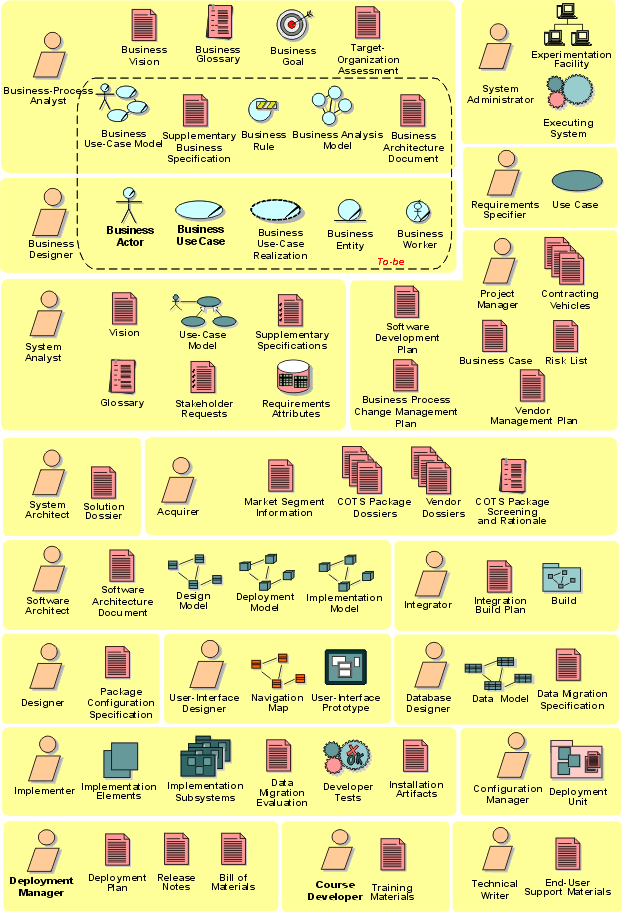 Business-Process
Analyst
Business
Vision
Business
Glossary
Business
Goal
Target-
Organization
Assessment
Business
Use-Case Model
Supplementary
Business
Specification
Business
Rule
Business Analysis
Model
Business
Architecture
Document
System
Administrator
Experimentation
Facility
Executing
System
Business
Designer
Business
Actor
Business
Use Case
Business
Use-Case
Realization
Business
Entity
Business
Worker
To-be
Requirements
Specifier
Use Case
System
Analyst
Vision
Use-Case
Model
Supplementary
Specifications
Glossary
Stakeholder
Requests
Requirements
Attributes
Project
Manager
Contracting
Vehicles
Software
Development
Plan
Business Case
Risk List
Business Process
Change Management
Plan
Vendor
Management Plan
System
Architect
Solution
Dossier
Acquirer
Market Segment
Information
COTS Package
Dossiers
Vendor
Dossiers
COTS Package
Screening
and Rationale
Software
Architect
Software
Architecture
Document
Design
Model
Deployment
Model
Implementation
Model
Integrator
Integration
Build Plan
Build
Designer
Package
Configuration
Specification
User-Interface
Designer
Navigation
Map
User-Interface
Prototype
Database
Designer
Data Model
Data Migration
Specification
Implementer
Implementation
Elements
Implementation
Subsystems
Data
Migration
Evaluation
OK
Developer
Tests
Installation
Artifacts
Configuration
Manager
Deployment
Unit
Deployment
Manager
Deployment
Plan
Release
Notes
Bill of
Materials
Course
Developer
Training
Materials
Technical
Writer
End-User
Support Materials